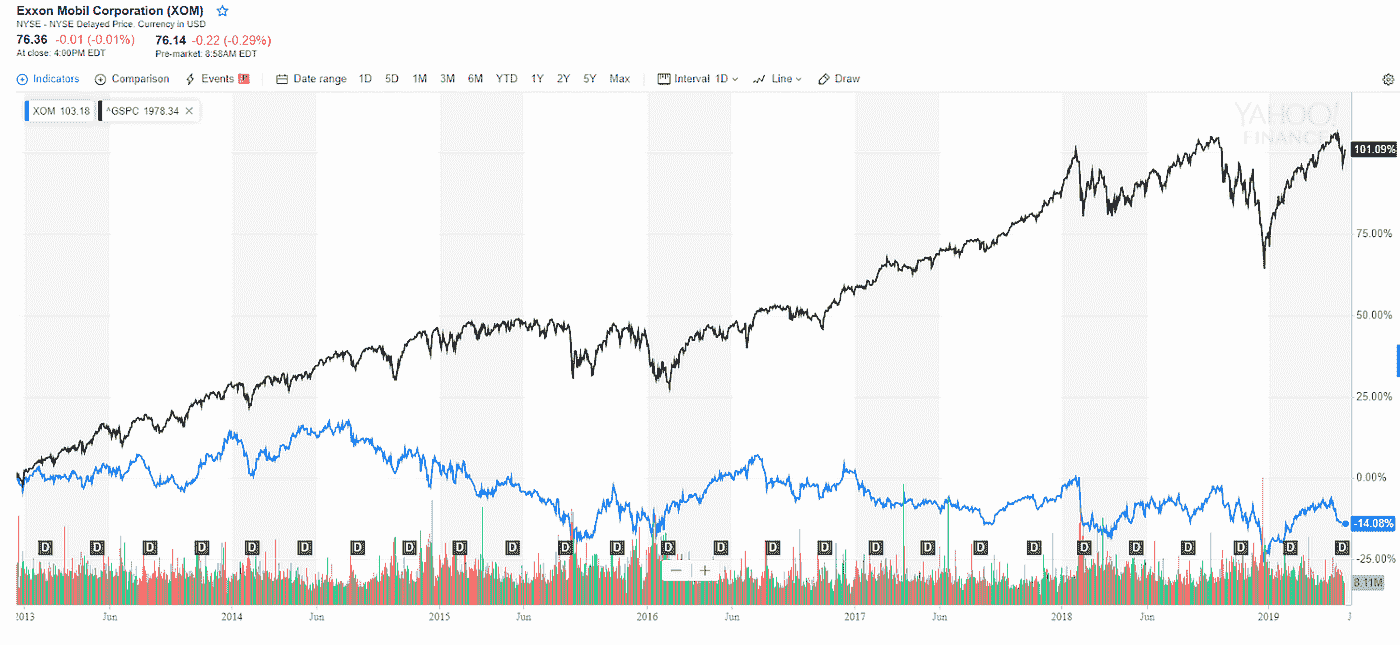 Exxon Mobil Corporation (XOM)
NYSE - NYSE Delayed Price. Currency in USD
76.36 -0.01 (-0.01%) 76.14 -0.22 (-0.29%)
At close: 4:00PM EDT Pre-market: 8:58AM EDT
Indicators Comparison Events Date range 1D 5D 1M 3M 6M YTD 1Y 2Y 5Y Max Interval 1D Line Draw
XOM 103.18 ^GSPC 1978.34
YAHOO!
FINANCE
101.09%
75.00%
50.00%
25.00%
0.00%
-14.08%
D D D D D D D D D D D D D D D D D D D D D D D D D D
-25.00%
8.11M
2013 Jun 2014 Jun 2015 Jun 2016 Jun 2017 Jun 2018 Jun 2019 J